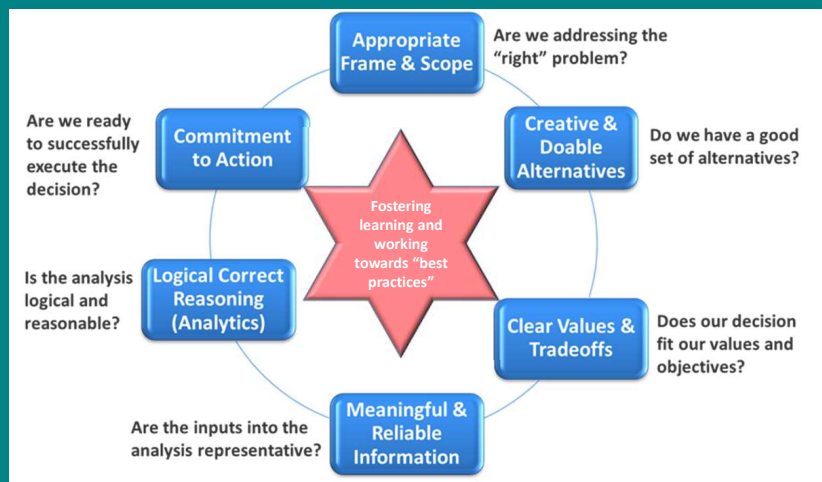 Appropriate
Frame & Scope
Are we addressing the
“right” problem?
Creative &
Doable
Alternatives
Do we have a good
set of alternatives?
Clear Values &
Tradeoffs
Does our decision
fit our values and
objectives?
Meaningful &
Reliable
Information
Are the inputs into the
analysis representative?
Logical Correct
Reasoning
(Analytics)
Is the analysis
logical and
reasonable?
Commitment
to Action
Are we ready
to successfully
execute the
decision?
Fostering
learning and
working
towards “best
practices”